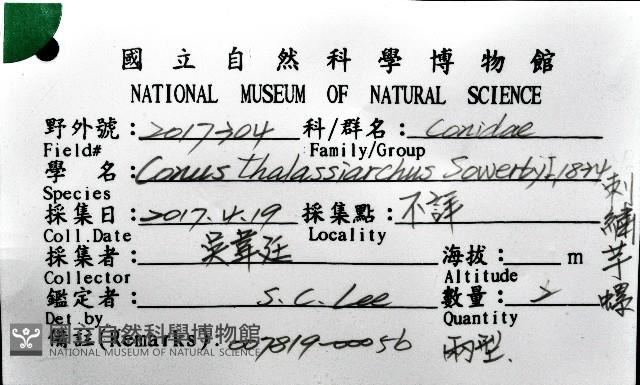 國立自然科學博物館
NATIONAL MUSEUM OF NATURAL SCIENCE
野外號：2017-304 科/群名：Conidae
Field# Family/Group
學 名：Conus thalassiarchus Sowerby I, 1834
Species
採集日：2017.4.19 採集點：不詳
Coll.Date Locality
採集者：吳韋廷 海拔：m
Collector Altitude
鑑定者：S.C. Lee 數量：2
Det by Quantity
備註(Remarks)：007819-00056 兩型.
刺繡芋螺
國立自然科學博物館
NATIONAL MUSEUM OF NATURAL SCIENCE